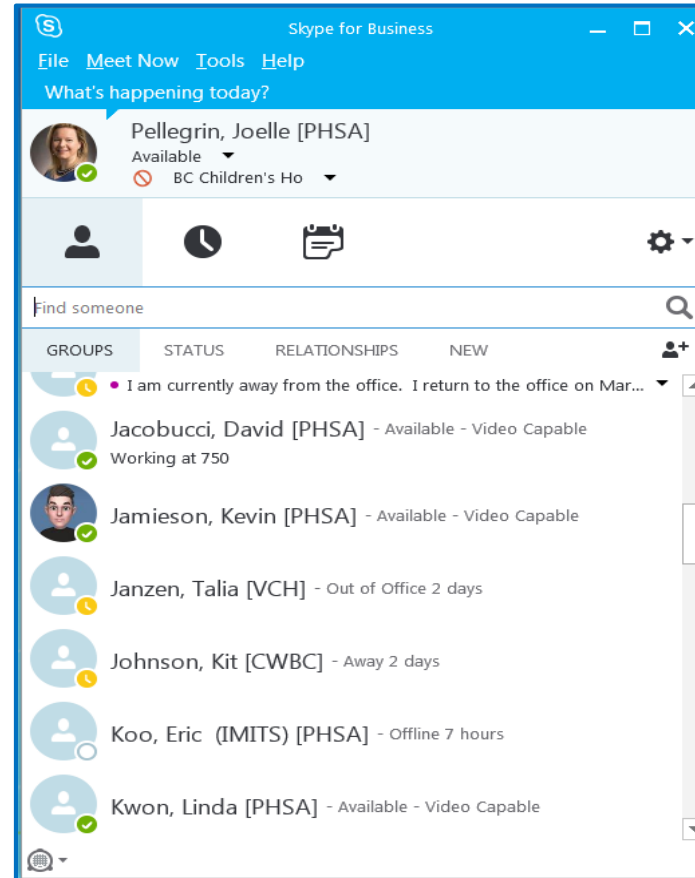 Skype for Business
File Meet Now Tools Help
What's happening today?
Pellegrin, Joelle [PHSA]
Available
BC Children's Ho
Find someone
GROUPS STATUS RELATIONSHIPS NEW
I am currently away from the office. I return to the office on Mar...
Jacobucci, David [PHSA] - Available - Video Capable
Working at 750
Jamieson, Kevin [PHSA] - Available - Video Capable
Janzen, Talia [VCH] - Out of Office 2 days
Johnson, Kit [CWBC] - Away 2 days
Koo, Eric (IMITS) [PHSA] - Offline 7 hours
Kwon, Linda [PHSA] - Available - Video Capable